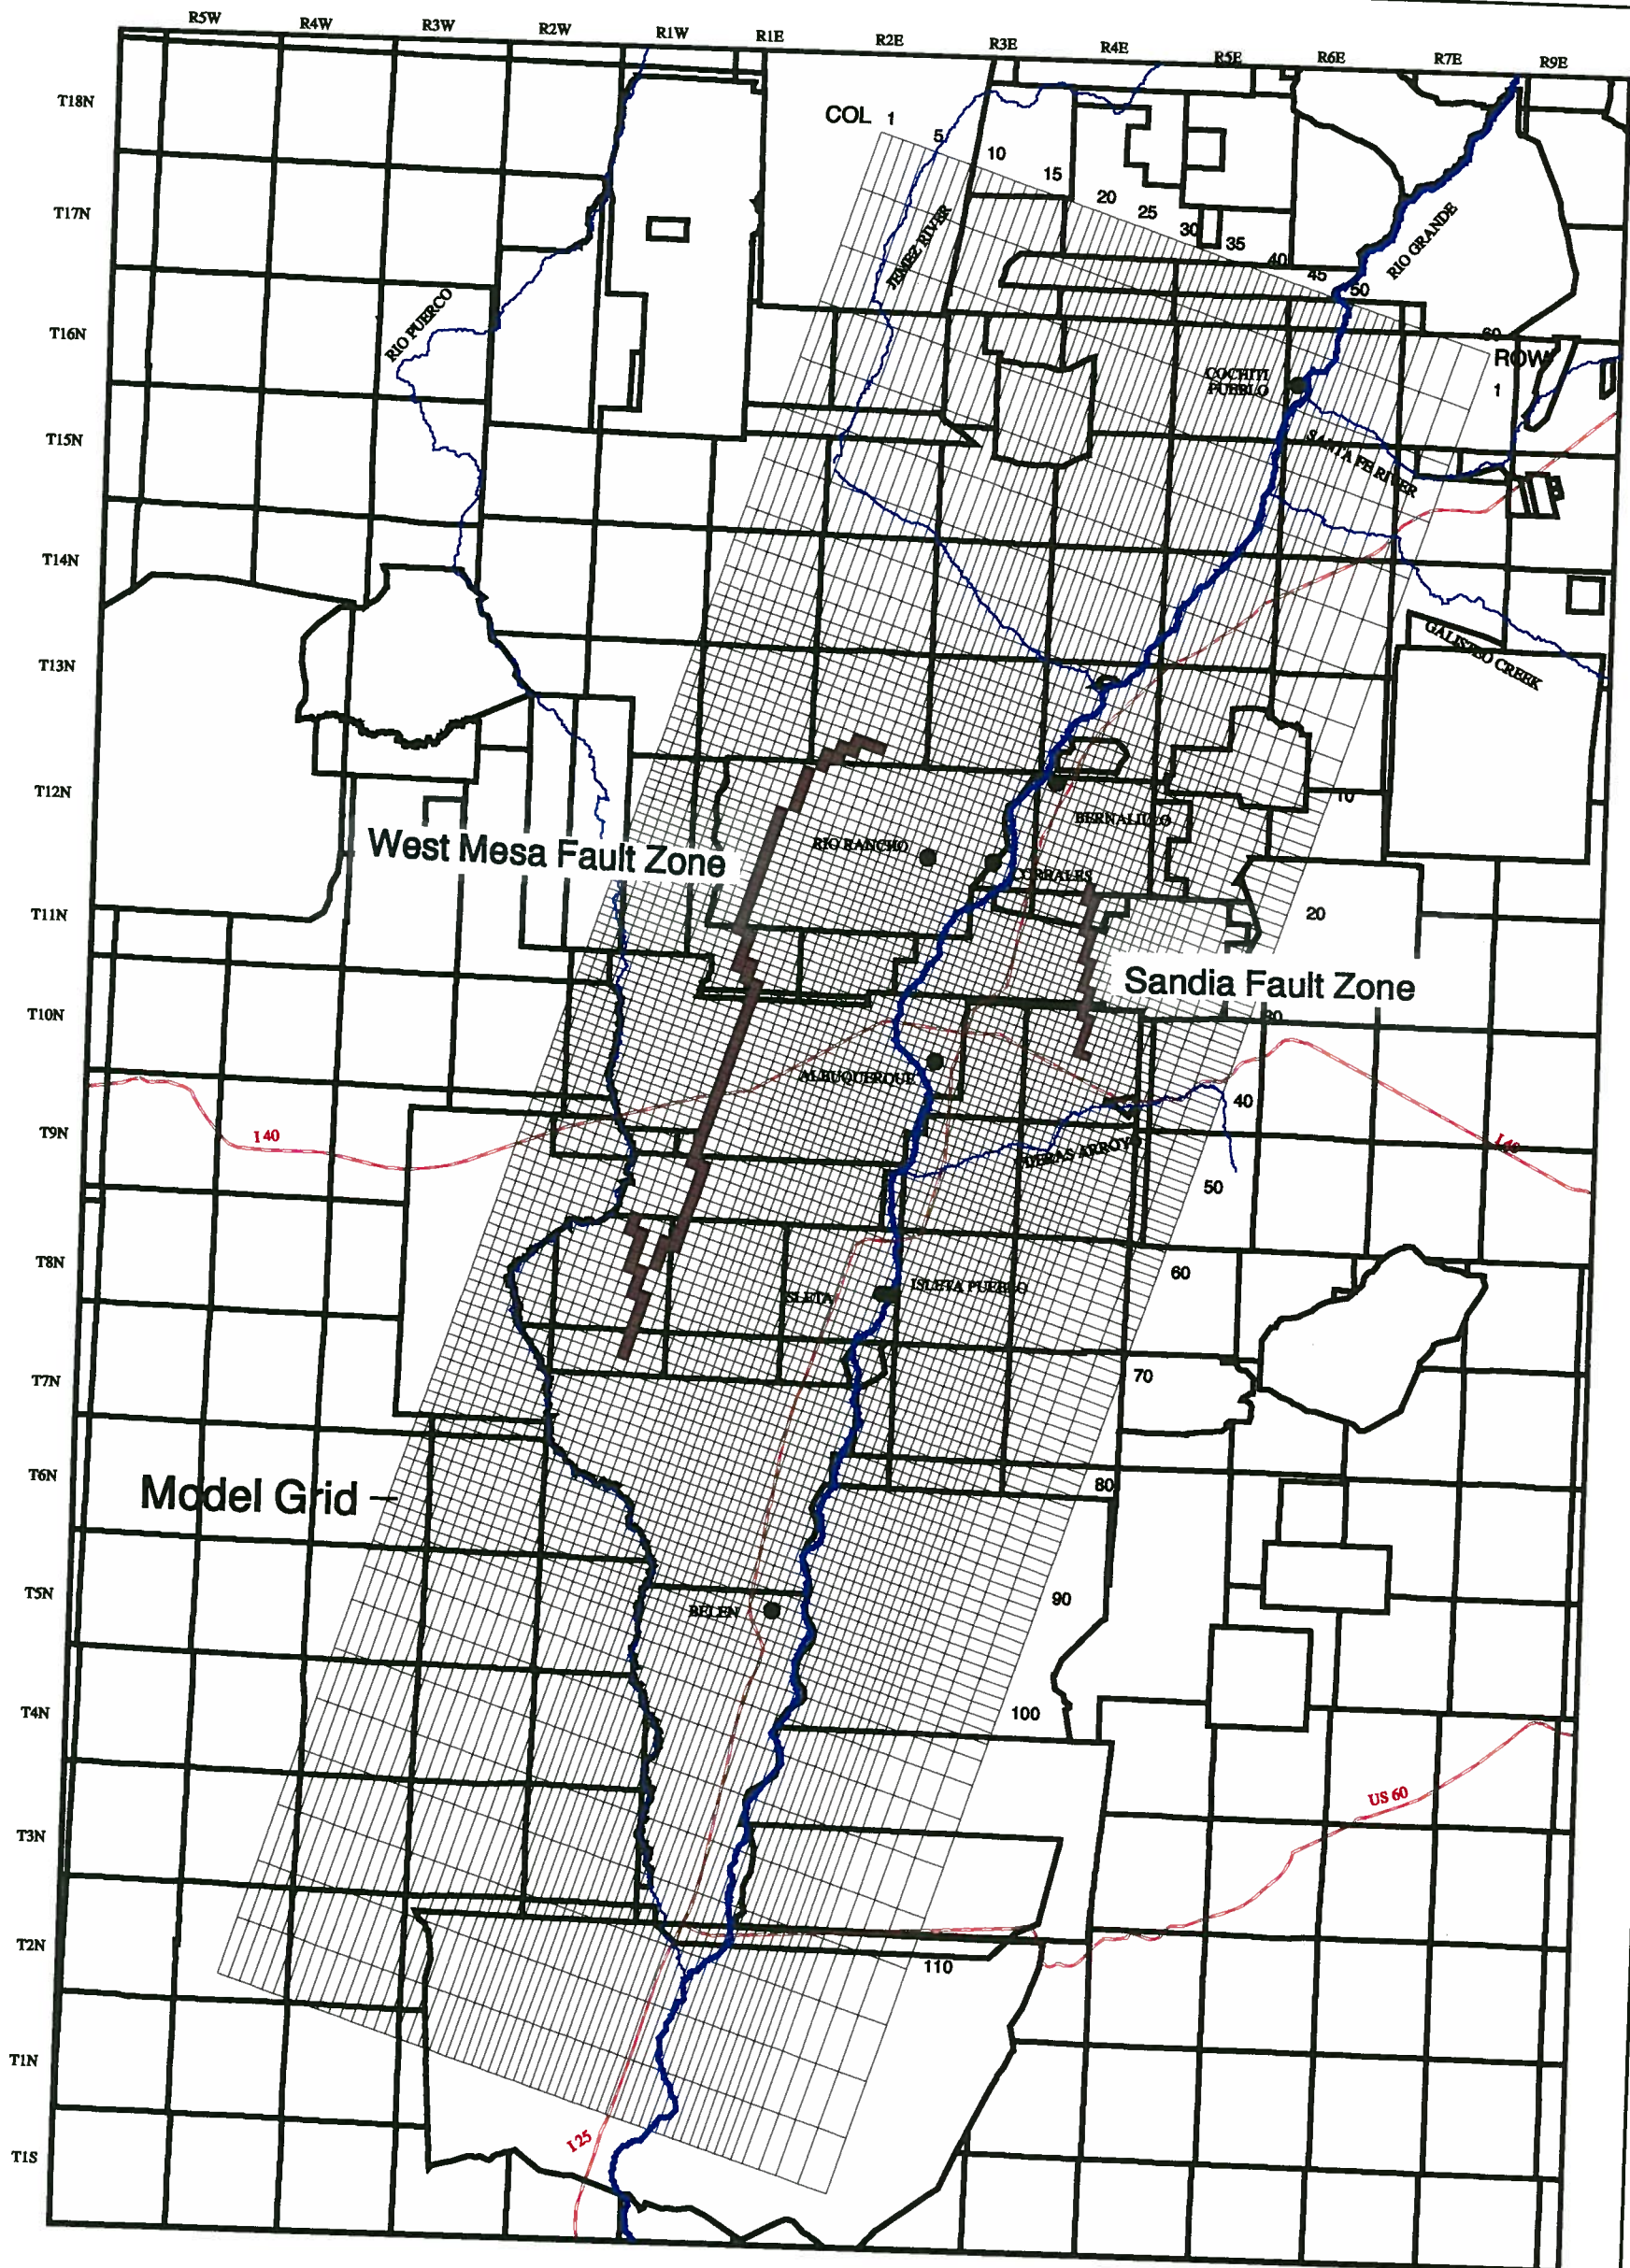 R5W
R4W
R3W
R2W
R1W
R1E
R2E
R3E
R4E
R5E
R6E
R7E
R9E
T18N
T17N
T16N
T15N
T14N
T13N
T12N
T11N
T10N
T9N
T8N
T7N
T6N
T5N
T4N
T3N
T2N
T1N
T1S
COL 1
5
10
15
20
25
30
35
40
45
50
60
ROW
1
10
20
30
40
50
60
70
80
90
100
110
JEMEZ RIVER
RIO GRANDE
RIO PUERCO
COCHITI
PUEBLO
SANTA FE RIVER
GALISTEO CREEK
BERNALILLO
RIO RANCHO
CORRALES
West Mesa Fault Zone
Sandia Fault Zone
ALBUQUERQUE
TIJERAS ARROYO
I 40
I 40
ISLETA PUEBLO
ISLETA
Model Grid
BELEN
US 60
I 25